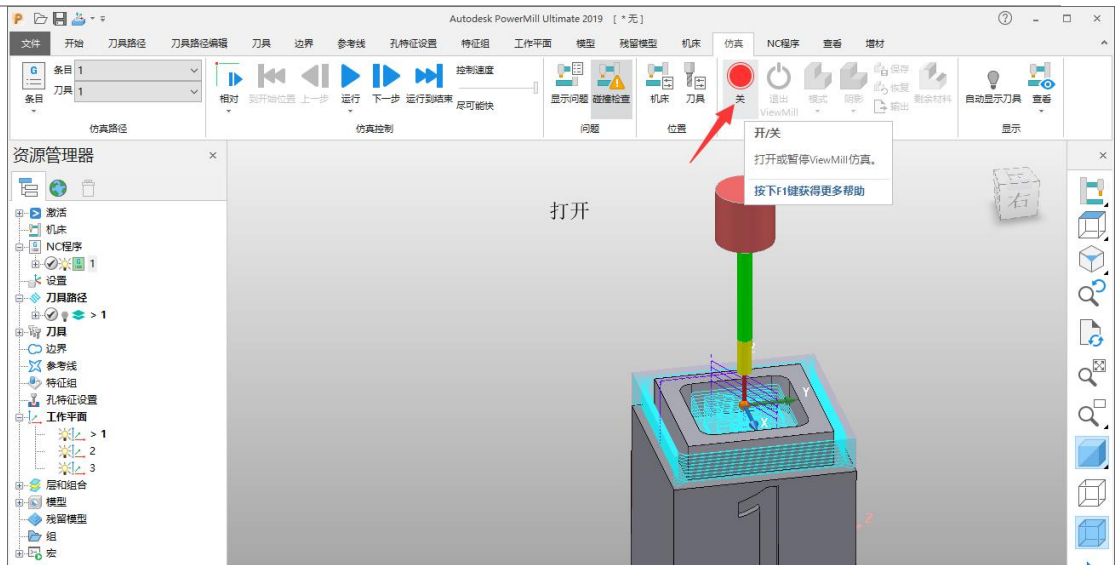 Autodesk PowerMill Ultimate 2019 [ *无 ]
文件 开始 刀具路径 刀具路径编辑 刀具 边界 参考线 孔特征设置 特征组 工作平面 模型 残留模型 机床 仿真 NC程序 查看 增材
条目 1
刀具 1
条目
相对 到开始位置 上一步 运行 下一步 运行到结束
控制速度
尽可能快
显示问题 碰撞检查 机床 刀具 关 退出 ViewMill 模式 阴影
保存
恢复
输出
剩余材料 自动显示刀具 查看
仿真路径 仿真控制 问题 位置 显示
开/关
打开或暂停ViewMill仿真。
按下F1键获得更多帮助
资源管理器
激活
机床
NC程序
1
设置
刀具路径
> 1
刀具
边界
参考线
特征组
孔特征设置
工作平面
> 1
2
3
层和组合
模型
残留模型
组
宏
打开
右
Y
X
Z
1